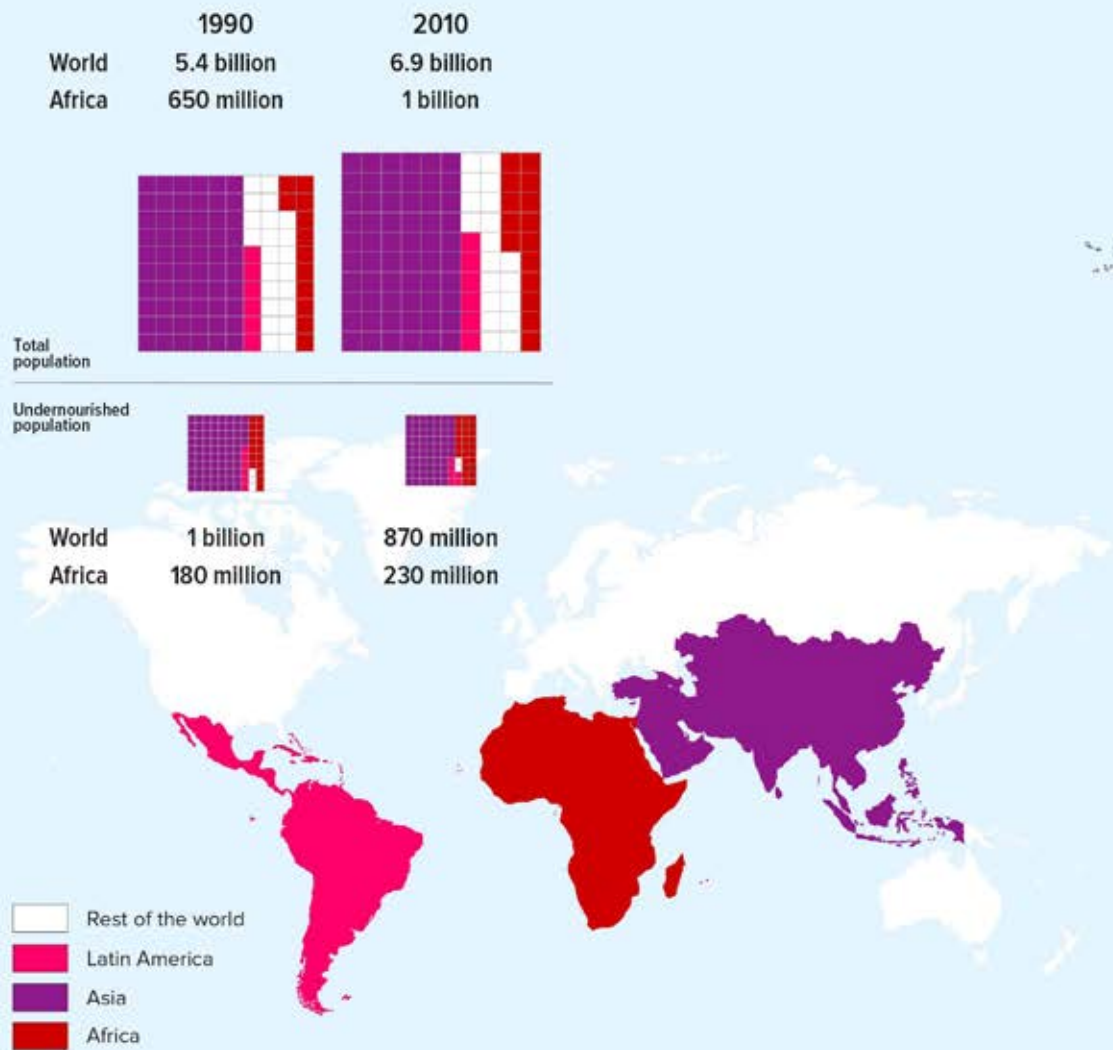 1990 2010
World 5.4 billion 6.9 billion
Africa 650 million 1 billion
Total
population
Undernourished
population
World 1 billion 870 million
Africa 180 million 230 million
Rest of the world
Latin America
Asia
Africa